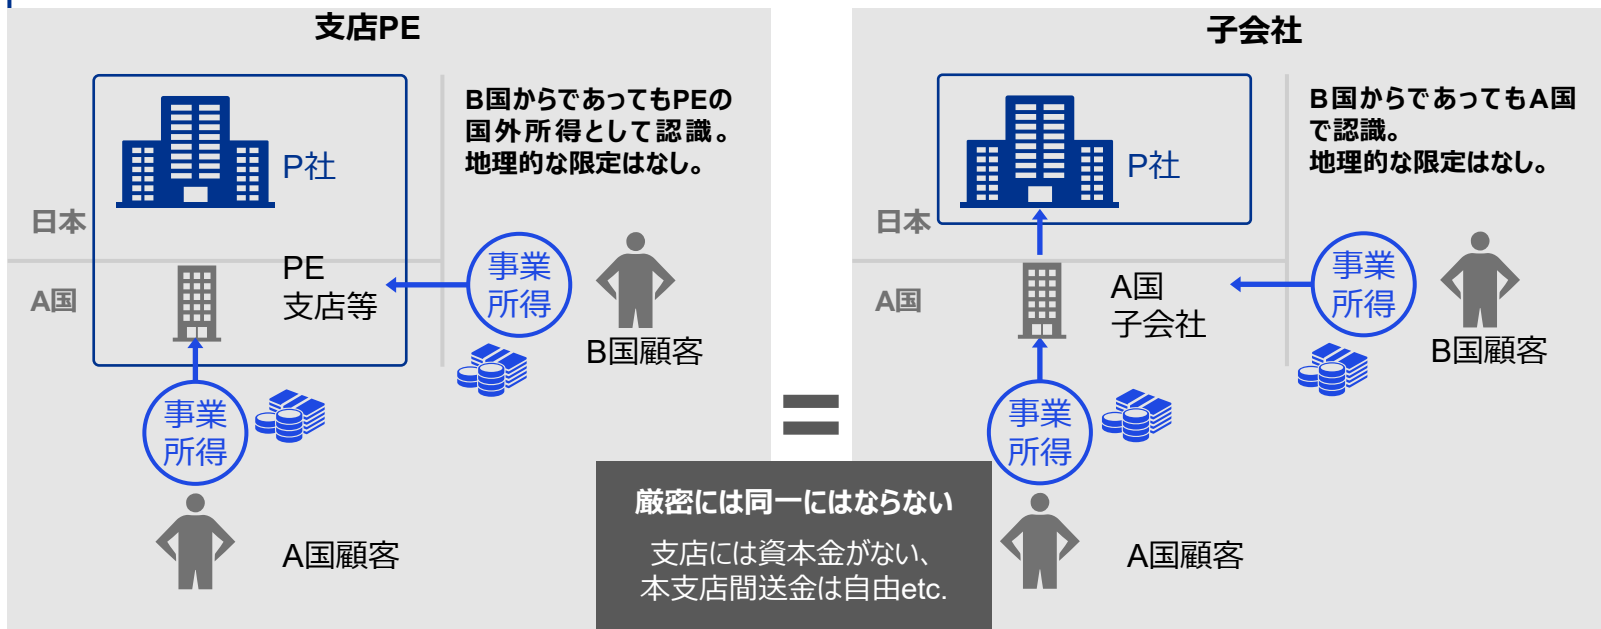 支店PE
B国からであってもPEの
国外所得として認識。
地理的な限定はなし。
P社
日本
A国
PE
支店等
事業
所得
B国顧客
事業
所得
A国顧客
=
厳密には同一にはならない
支店には資本金がない、
本支店間送金は自由etc.
子会社
B国からであってもA国
で認識。
地理的な限定はなし。
P社
日本
A国
A国
子会社
事業
所得
B国顧客
事業
所得
A国顧客